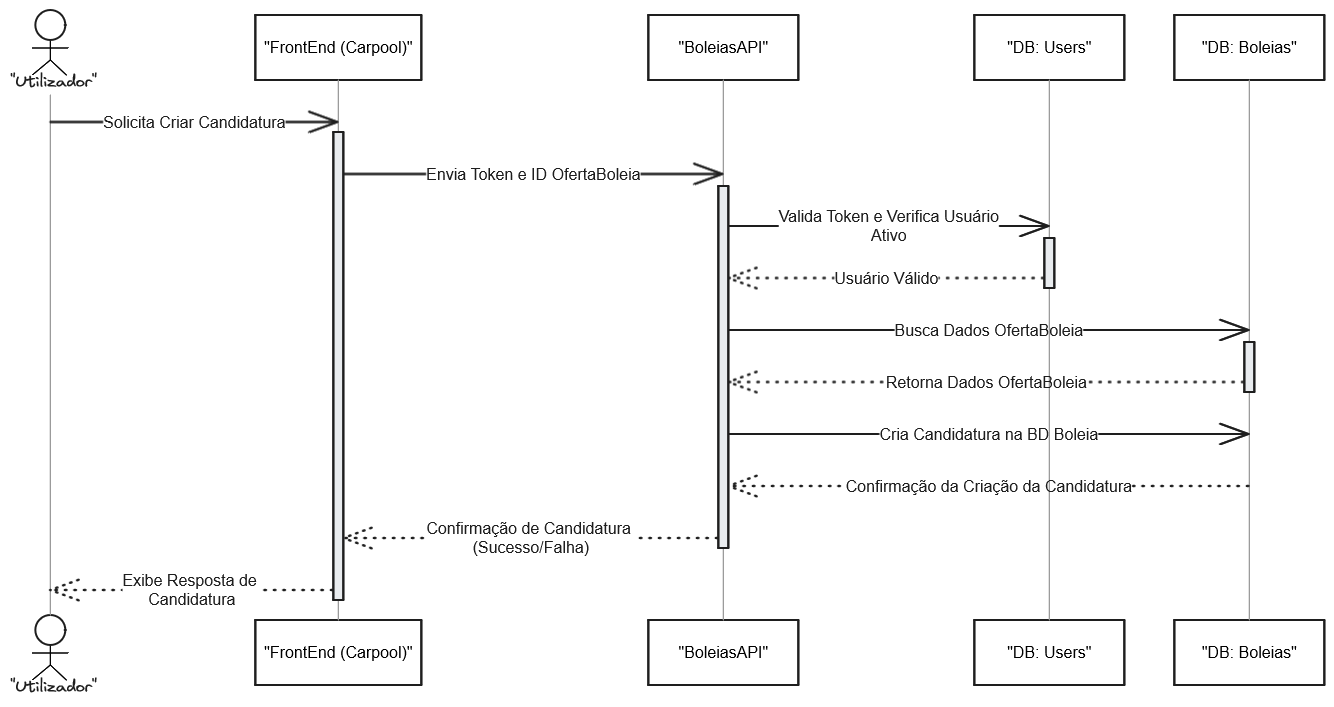 "Utilizador"
"FrontEnd (Carpool)"
"BoleiasAPI"
"DB: Users"
"DB: Boleias"
Solicita Criar Candidatura
Envia Token e ID OfertaBoleia
Valida Token e Verifica Usuário
Ativo
Usuário Válido
Busca Dados OfertaBoleia
Retorna Dados OfertaBoleia
Cria Candidatura na BD Boleia
Confirmação da Criação da Candidatura
Confirmação de Candidatura
(Sucesso/Falha)
Exibe Resposta de
Candidatura
"Utilizador"
"FrontEnd (Carpool)"
"BoleiasAPI"
"DB: Users"
"DB: Boleias"